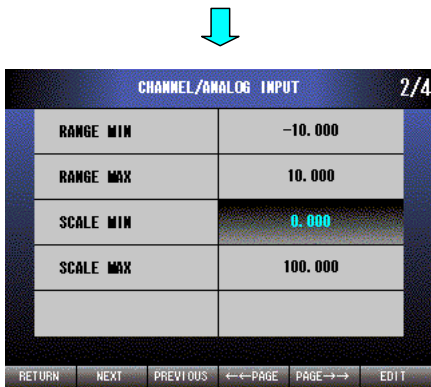 CHANNEL/ANALOG INPUT 2/4
RANGE MIN -10.000
RANGE MAX 10.000
SCALE MIN 0.000
SCALE MAX 100.000
RETURN NEXT PREVIOUS ←←PAGE PAGE→→ EDIT